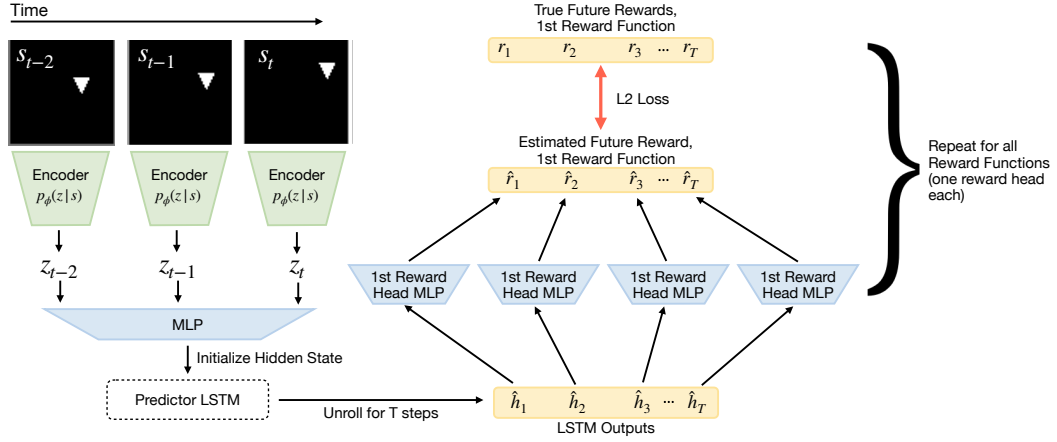 Time
s_{t−2} s_{t−1} s_t
Encoder Encoder Encoder
p_ϕ(z|s) p_ϕ(z|s) p_ϕ(z|s)
z_{t−2} z_{t−1} z_t
MLP
Initialize Hidden State
Predictor LSTM
Unroll for T steps
True Future Rewards,
1st Reward Function
r_1 r_2 r_3 ... r_T
L2 Loss
Estimated Future Reward,
1st Reward Function
r̂_1 r̂_2 r̂_3 ... r̂_T
1st Reward
Head MLP
1st Reward
Head MLP
1st Reward
Head MLP
1st Reward
Head MLP
ĥ_1 ĥ_2 ĥ_3 ... ĥ_T
LSTM Outputs
Repeat for all
Reward Functions
(one reward head
each)